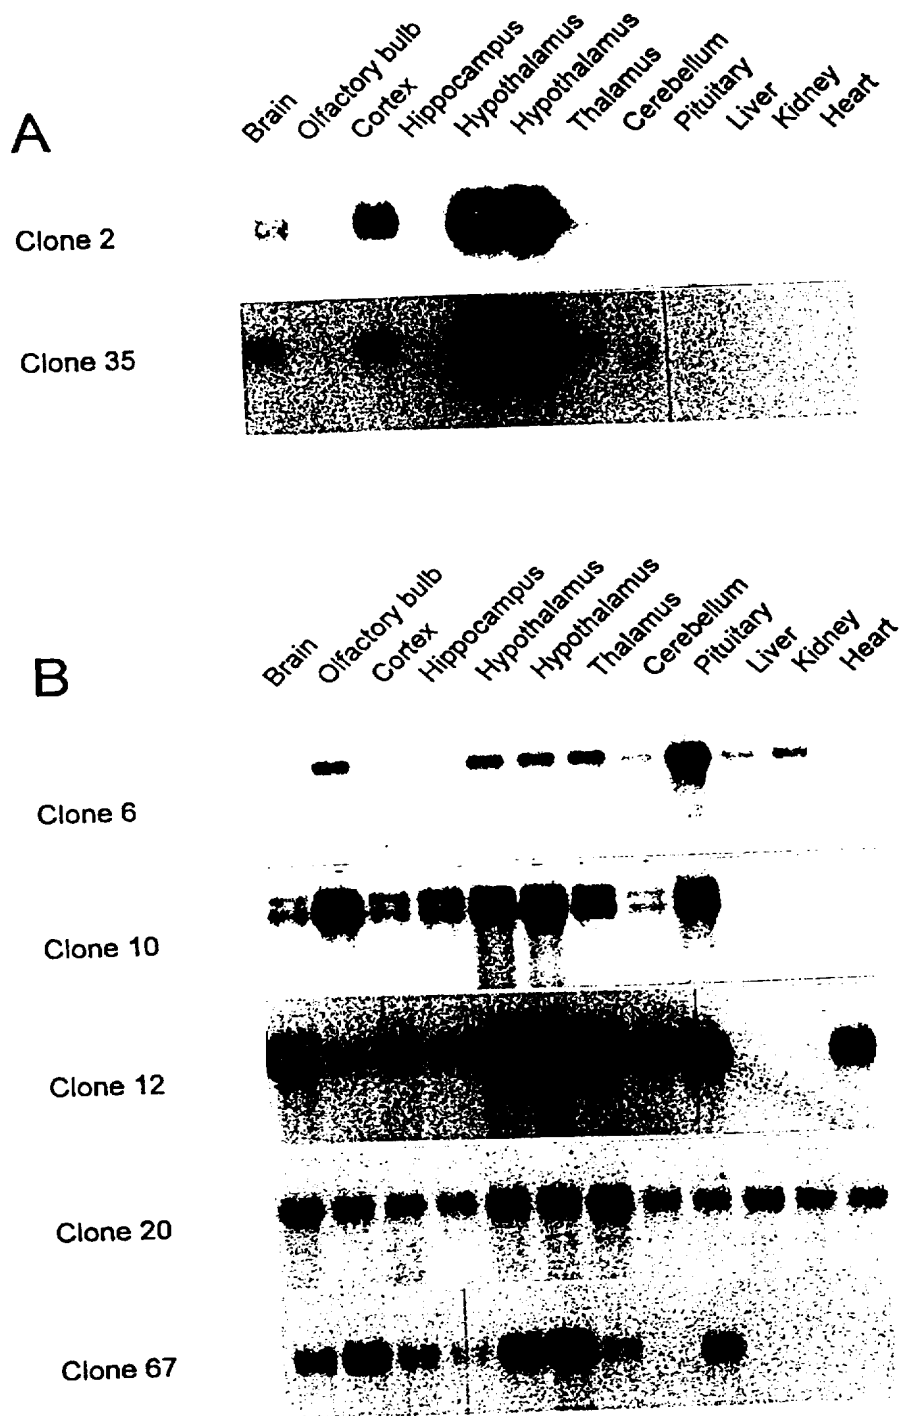 A
Brain
Olfactory bulb
Cortex
Hippocampus
Hypothalamus
Hypothalamus
Thalamus
Cerebellum
Pituitary
Liver
Kidney
Heart
Clone 2
Clone 35
B
Brain
Olfactory bulb
Cortex
Hippocampus
Hypothalamus
Hypothalamus
Thalamus
Cerebellum
Pituitary
Liver
Kidney
Heart
Clone 6
Clone 10
Clone 12
Clone 20
Clone 67